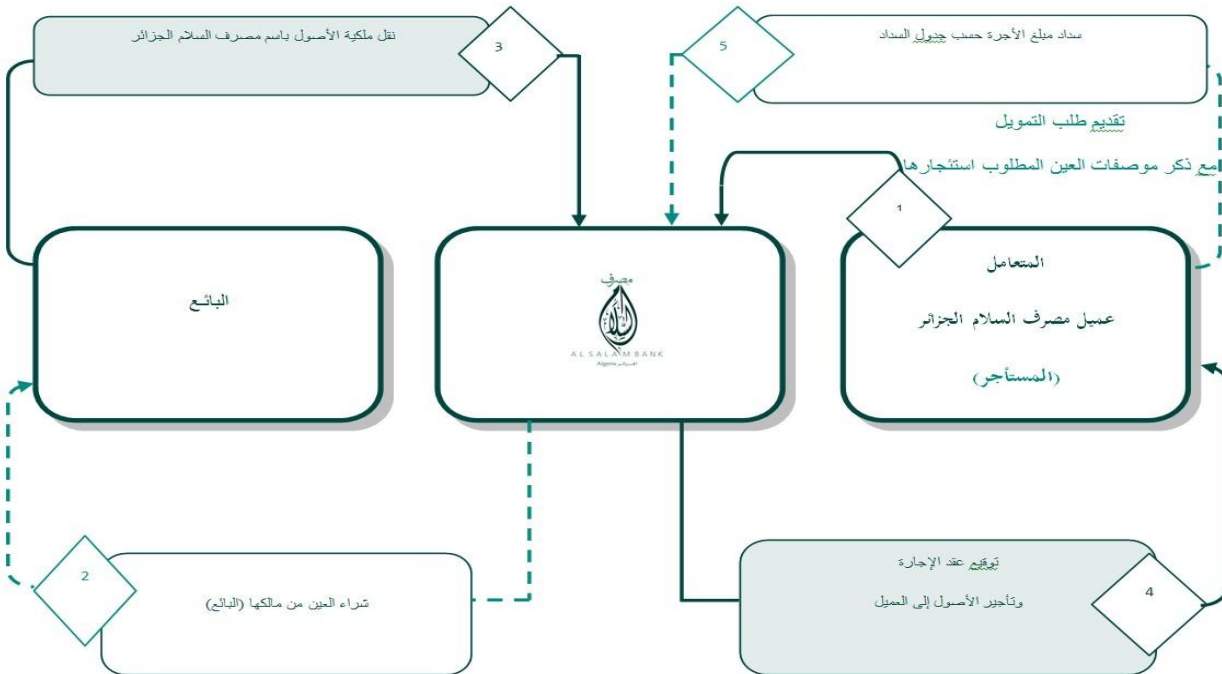 نقل ملكية الأصول باسم مصرف السلام الجزائر
3
5
سداد مبلغ الأجرة حسب جدول السداد
تقديم طلب التمويل
مع ذكر موصفات العين المطلوب استئجارها
1
المتعامل
عميل مصرف السلام الجزائر
(المستأجر)
مصرف
السلام
AL SALAM BANK
Algeria الجزائر
البائع
2
شراء العين من مالكها (البائع)
توقيع عقد الإجارة
وتأجير الأصول إلى العميل
4